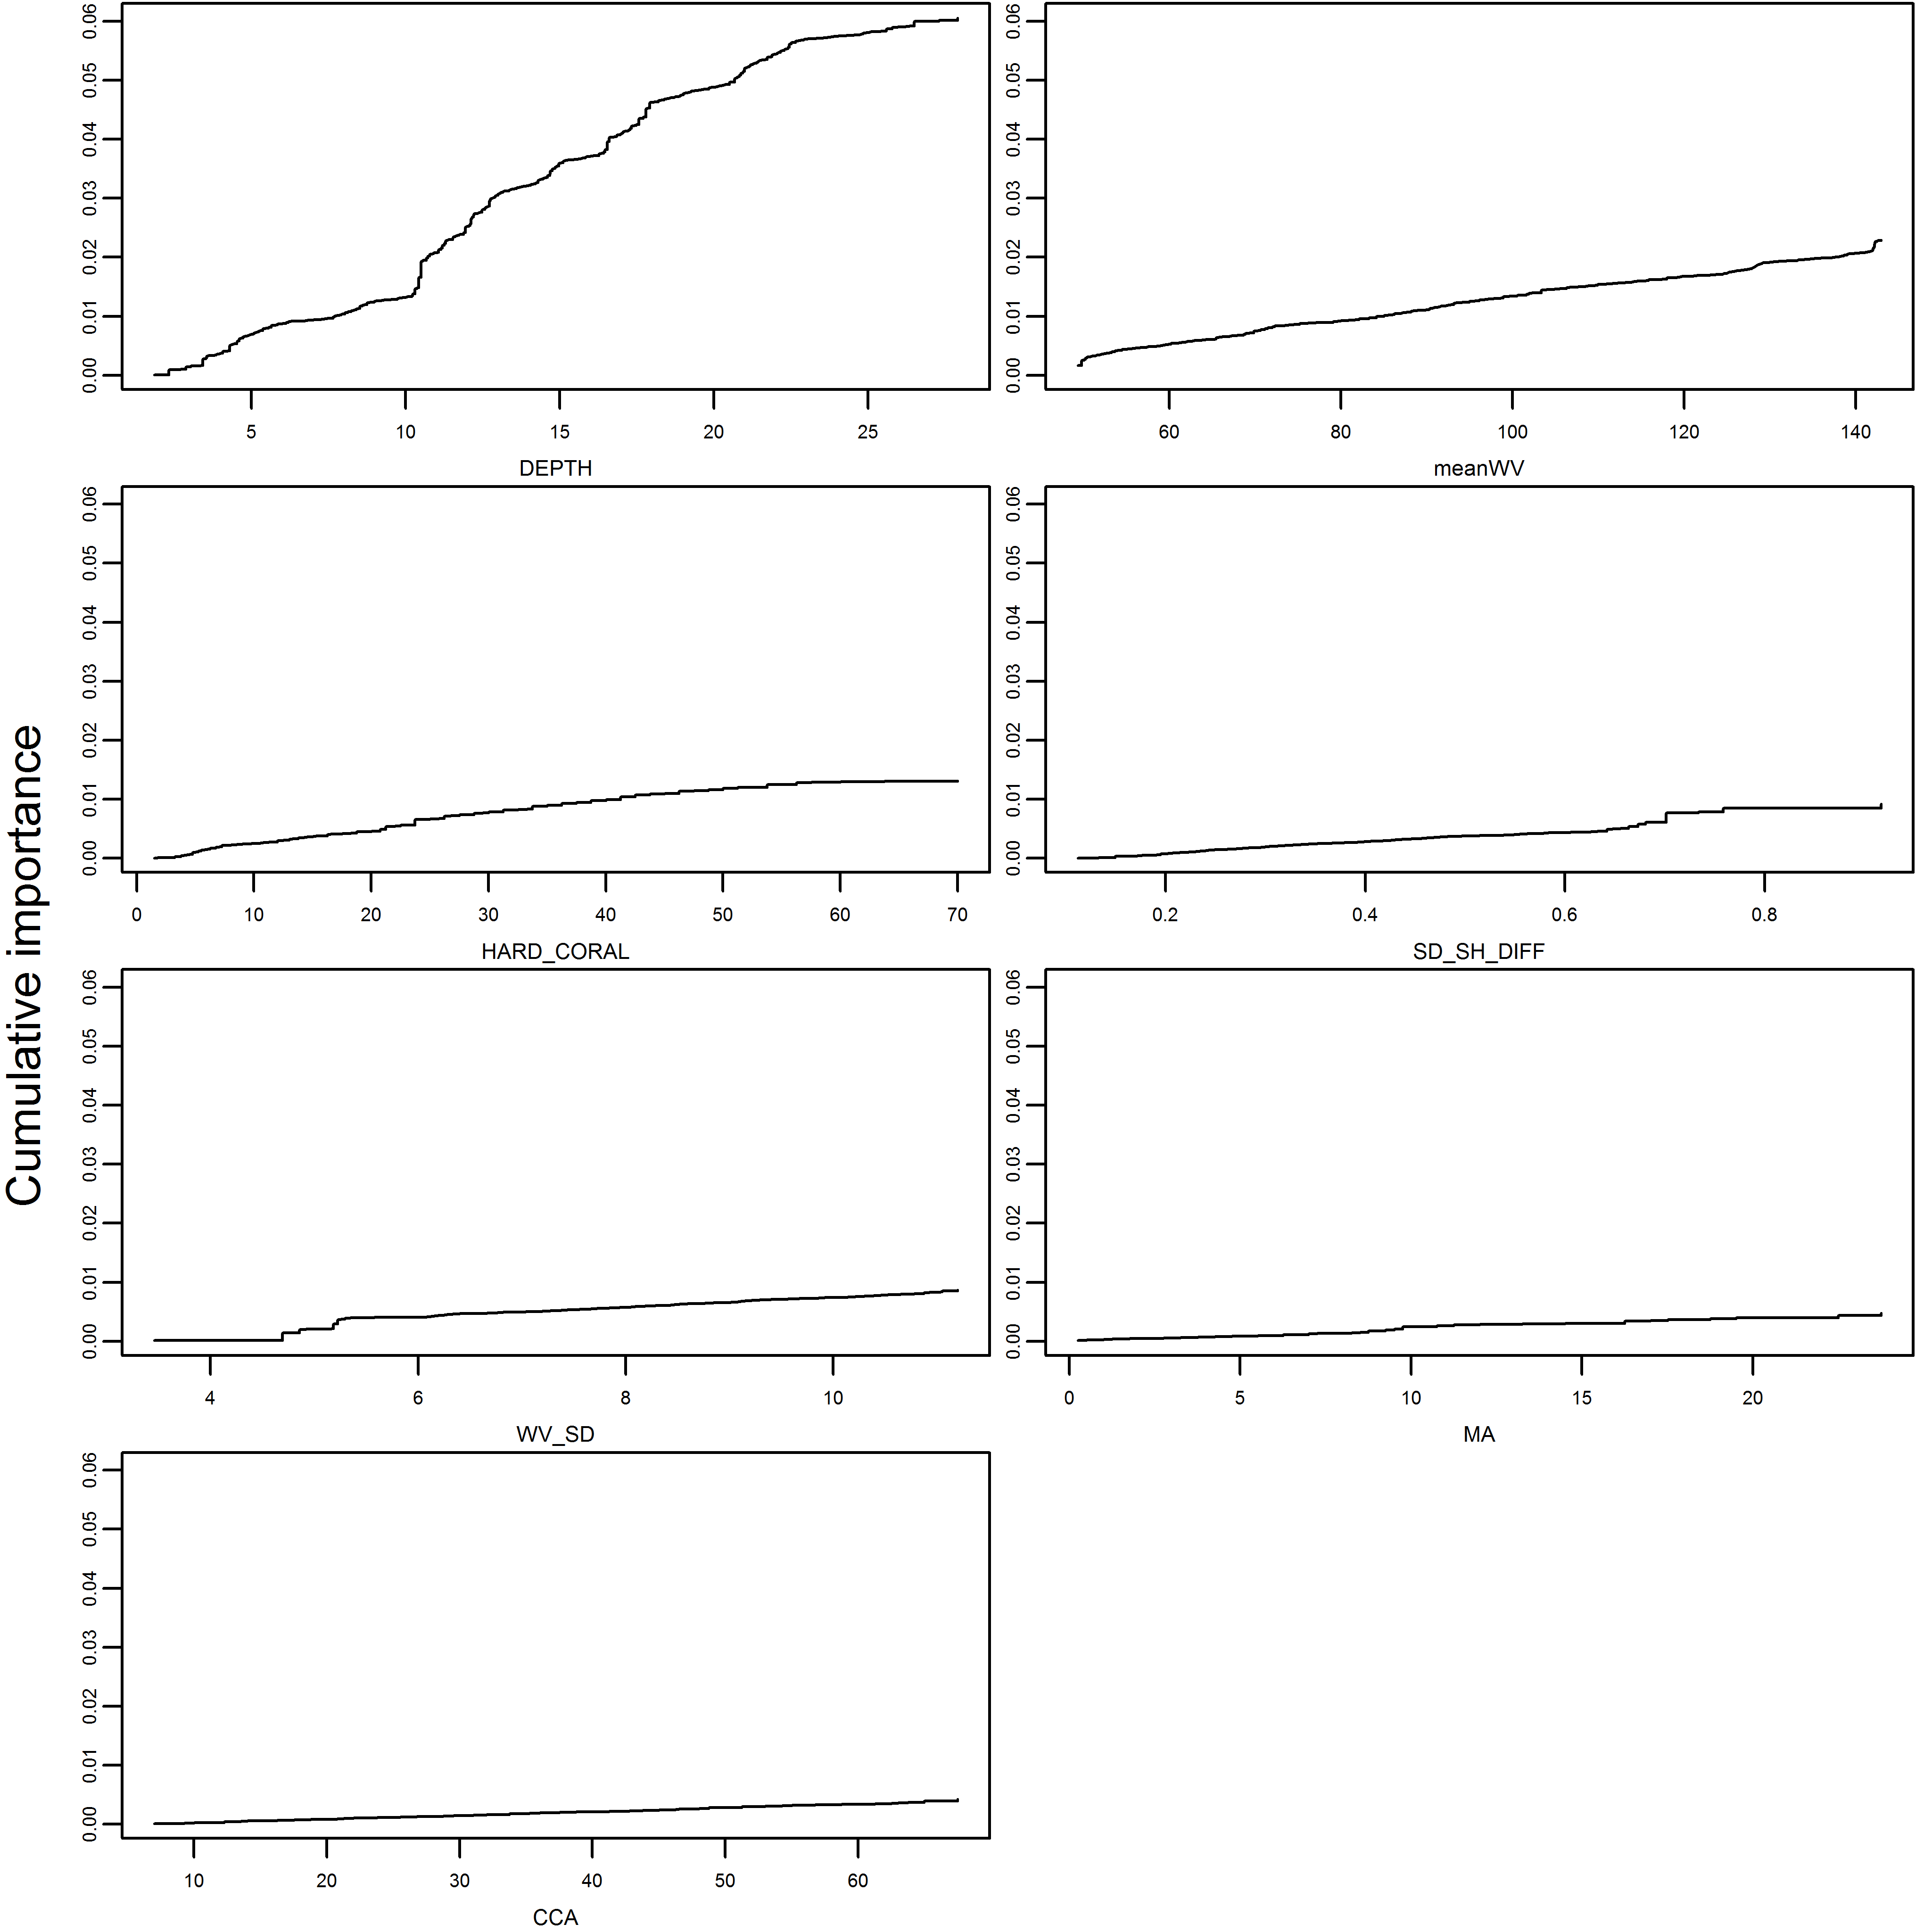 Cumulative importance
0.00 0.01 0.02 0.03 0.04 0.05 0.06
5 10 15 20 25
DEPTH
0.00 0.01 0.02 0.03 0.04 0.05 0.06
60 80 100 120 140
meanWV
0.00 0.01 0.02 0.03 0.04 0.05 0.06
0 10 20 30 40 50 60 70
HARD_CORAL
0.00 0.01 0.02 0.03 0.04 0.05 0.06
0.2 0.4 0.6 0.8
SD_SH_DIFF
0.00 0.01 0.02 0.03 0.04 0.05 0.06
4 6 8 10
WV_SD
0.00 0.01 0.02 0.03 0.04 0.05 0.06
0 5 10 15 20
MA
0.00 0.01 0.02 0.03 0.04 0.05 0.06
10 20 30 40 50 60
CCA